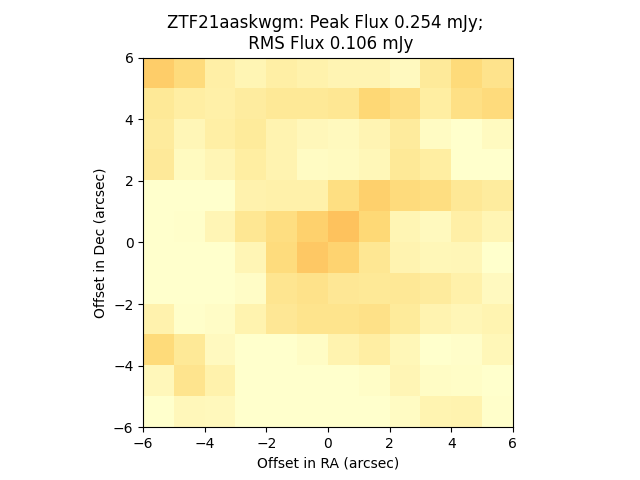 ZTF21aaskwgm: Peak Flux 0.254 mJy;
RMS Flux 0.106 mJy
6
4
2
0
−2
−4
−6
Offset in Dec (arcsec)
−6 −4 −2 0 2 4 6
Offset in RA (arcsec)